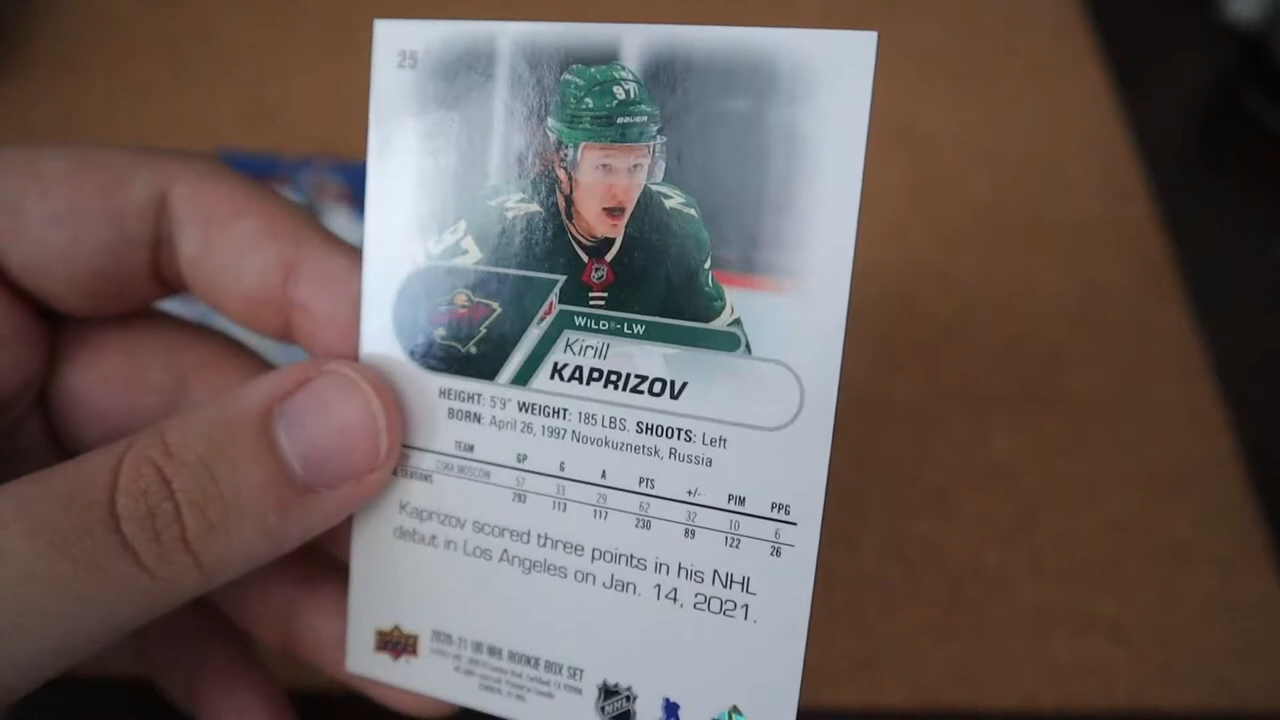 25
97
BAUER
WILD®-LW
Kirill
KAPRIZOV
HEIGHT: 5'9" WEIGHT: 185 LBS. SHOOTS: Left
BORN: April 26, 1997 Novokuznetsk, Russia
TEAM GP G A PTS +/- PIM PPG
CSKA MOSCOW 57 33 29 62 32 10 6
SEASONS 293 113 117 230 89 122 26
Kaprizov scored three points in his NHL
debut in Los Angeles on Jan. 14, 2021.
2020-21 UD NHL ROOKIE BOX SET
NHL